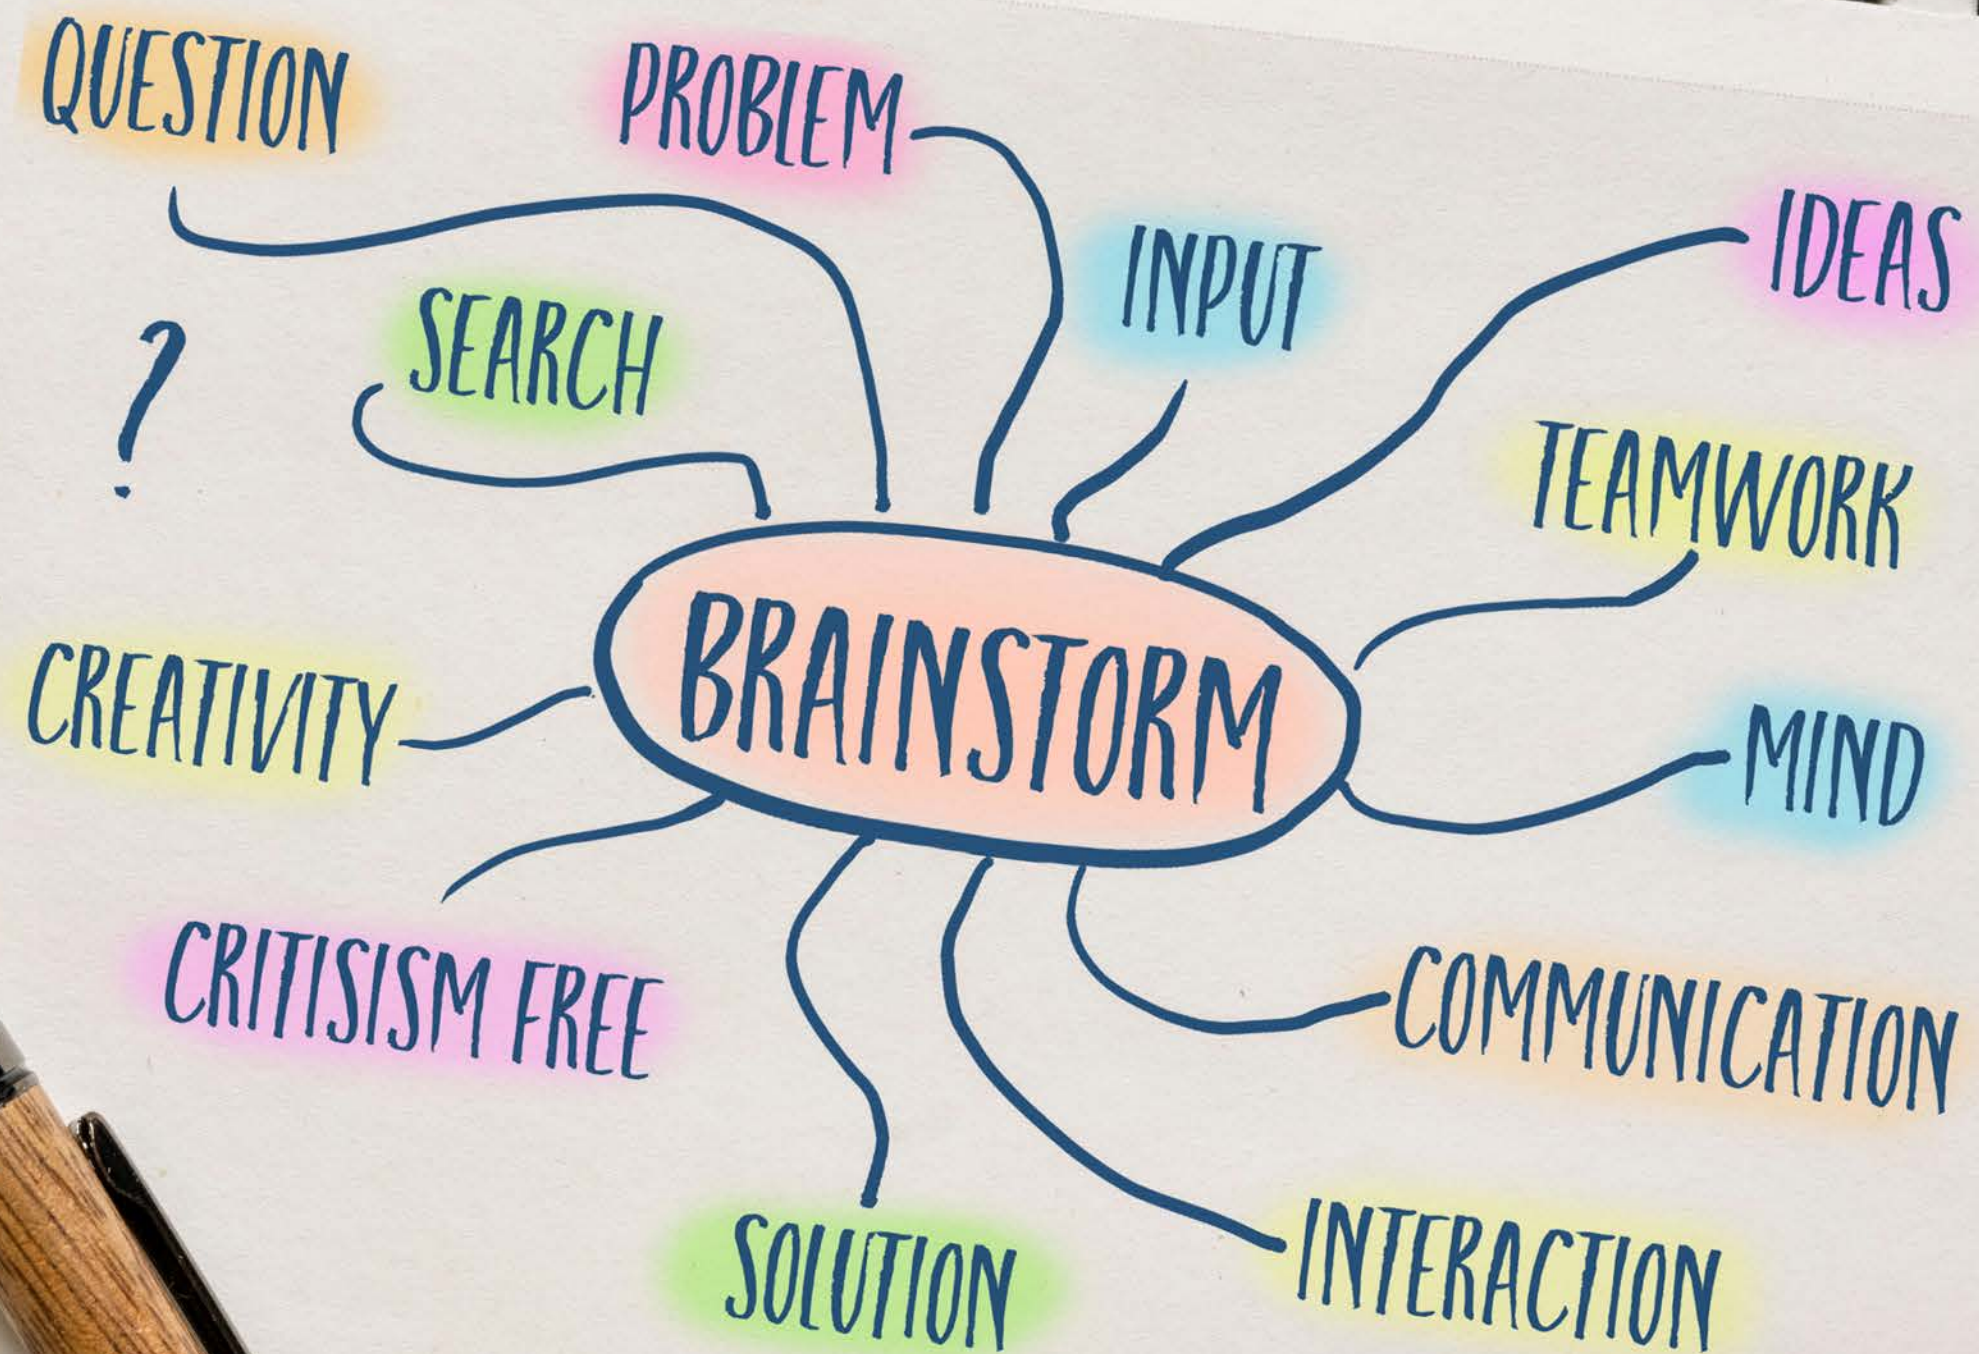 QUESTION
PROBLEM
IDEAS
INPUT
SEARCH
?
TEAMWORK
BRAINSTORM
CREATIVITY
MIND
CRITISISM FREE
COMMUNICATION
SOLUTION
INTERACTION